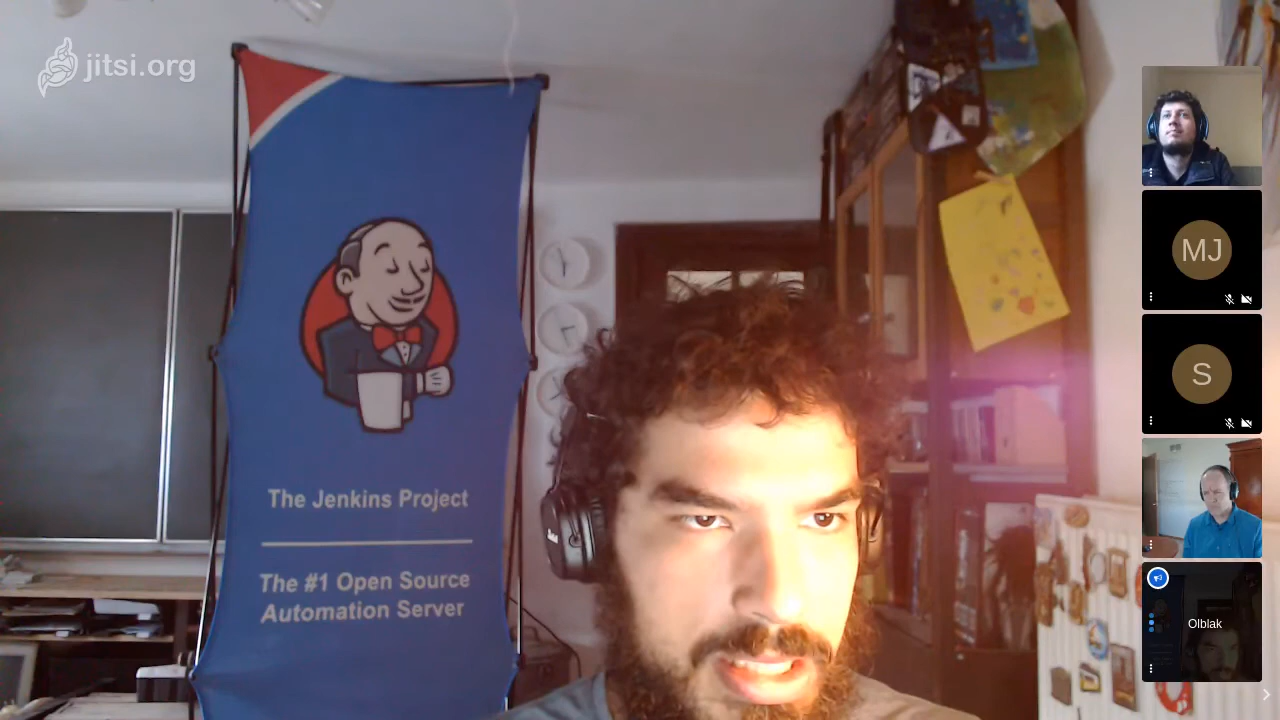 jitsi.org
MJ
S
The Jenkins Project
The #1 Open Source
Automation Server
Olblak